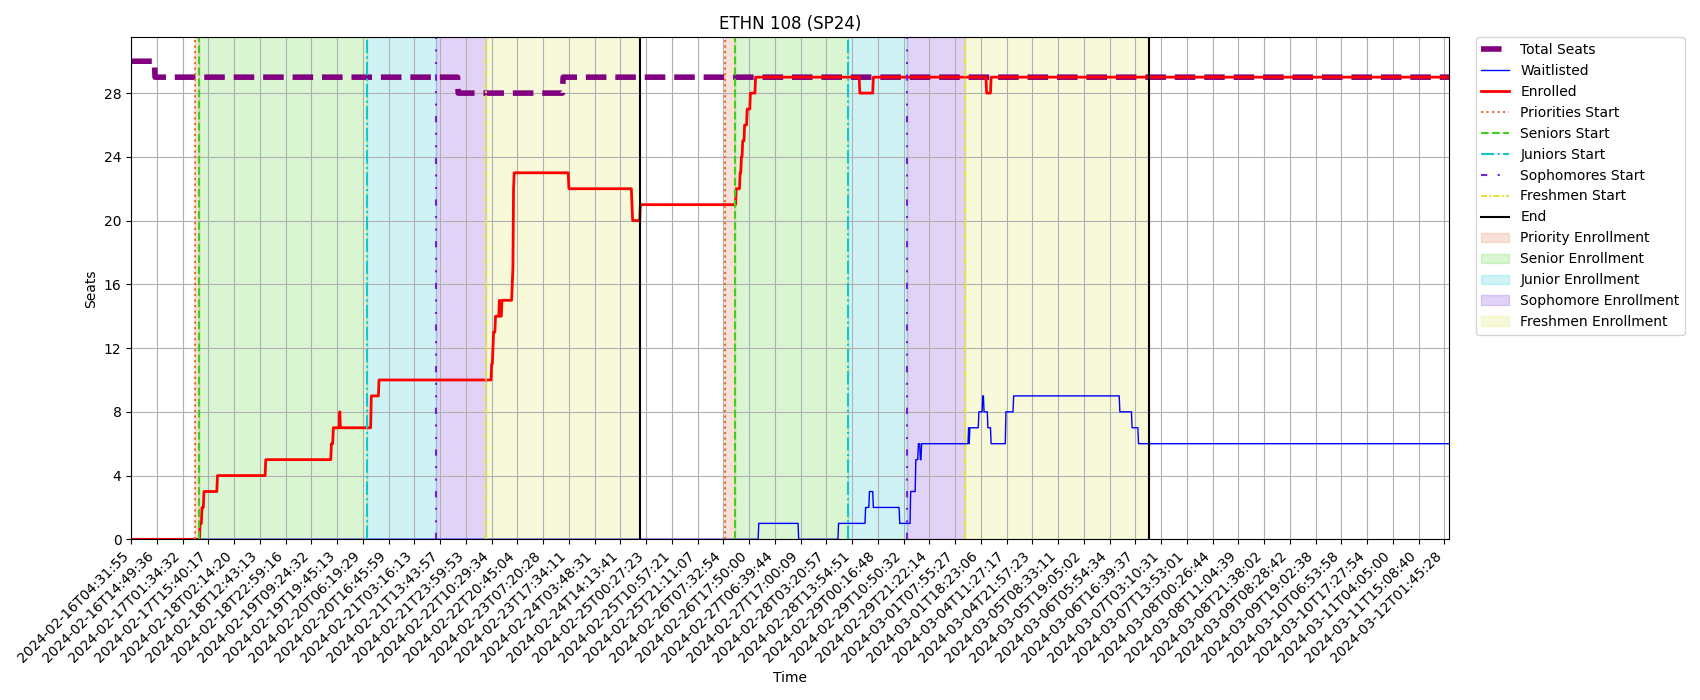 ETHN 108 (SP24)
Seats
28
24
20
16
12
8
4
0
2024-02-16T04:31:55
2024-02-16T14:49:36
2024-02-17T01:34:32
2024-02-17T15:40:17
2024-02-18T02:14:20
2024-02-18T12:43:13
2024-02-18T22:59:16
2024-02-19T09:24:32
2024-02-19T19:45:13
2024-02-20T06:19:29
2024-02-20T16:45:59
2024-02-21T03:16:13
2024-02-21T13:43:57
2024-02-21T23:59:53
2024-02-22T10:29:34
2024-02-22T20:45:04
2024-02-23T07:20:28
2024-02-23T17:34:11
2024-02-24T03:48:31
2024-02-24T14:13:41
2024-02-25T00:27:23
2024-02-25T10:57:21
2024-02-25T21:11:07
2024-02-26T07:32:54
2024-02-26T17:50:00
2024-02-27T06:39:44
2024-02-27T17:00:09
2024-02-28T03:20:57
2024-02-28T13:54:51
2024-02-29T00:16:48
2024-02-29T10:50:32
2024-02-29T21:22:14
2024-03-01T07:55:27
2024-03-01T18:23:06
2024-03-04T11:27:17
2024-03-04T21:57:23
2024-03-05T08:33:11
2024-03-05T19:05:02
2024-03-06T05:54:34
2024-03-06T16:39:37
2024-03-07T03:10:31
2024-03-07T13:53:01
2024-03-08T00:26:44
2024-03-08T11:04:39
2024-03-08T21:38:02
2024-03-09T08:28:42
2024-03-09T19:02:38
2024-03-10T06:53:58
2024-03-10T17:27:54
2024-03-11T04:05:00
2024-03-11T15:08:40
2024-03-12T01:45:28
Time
Total Seats
Waitlisted
Enrolled
Priorities Start
Seniors Start
Juniors Start
Sophomores Start
Freshmen Start
End
Priority Enrollment
Senior Enrollment
Junior Enrollment
Sophomore Enrollment
Freshmen Enrollment